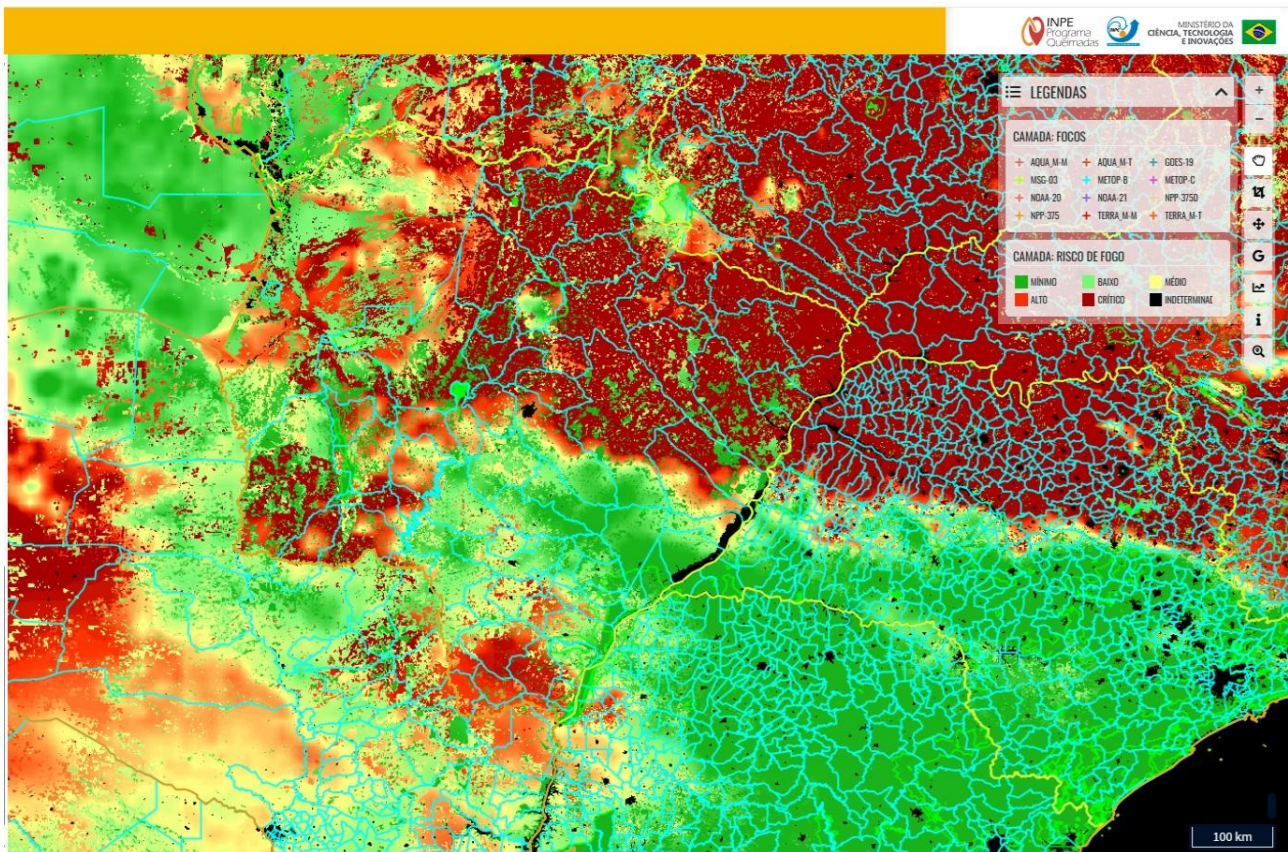 INPE
Programa
Queimadas
INPE
MINISTÉRIO DA
CIÊNCIA, TECNOLOGIA
E INOVAÇÕES
LEGENDAS
CAMADA: FOCOS
AQUA_M-M AQUA_M-T GOES-19
MSG-03 METOP-B METOP-C
NOAA-20 NOAA-21 NPP-375D
NPP-375 TERRA_M-M TERRA_M-T
CAMADA: RISCO DE FOGO
MÍNIMO BAIXO MÉDIO
ALTO CRÍTICO INDETERMINAD
G
100 km